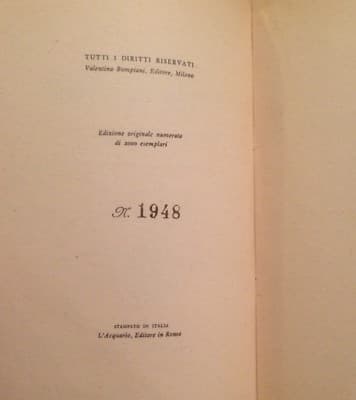 TUTTI I DIRITTI RISERVATI
Valentino Bompiani, Editore, Milano
Edizione originale numerata
di 2000 esemplari
N. 1948
STAMPATO IN ITALIA
L'Acquario, Editore in Roma